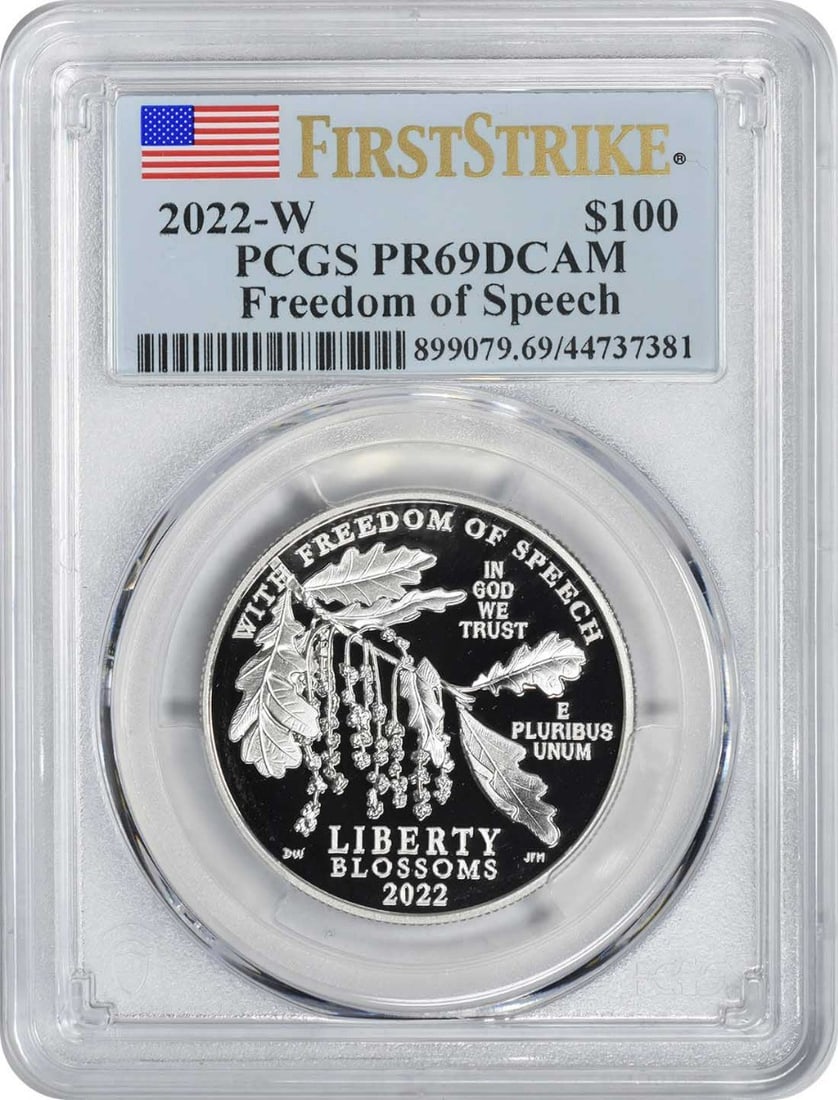 FIRSTSTRIKE®
2022-W $100
PCGS PR69DCAM
Freedom of Speech
899079.69/44737381
WITH FREEDOM OF SPEECH
IN
GOD
WE
TRUST
E
PLURIBUS
UNUM
DW JFM
LIBERTY
BLOSSOMS
2022